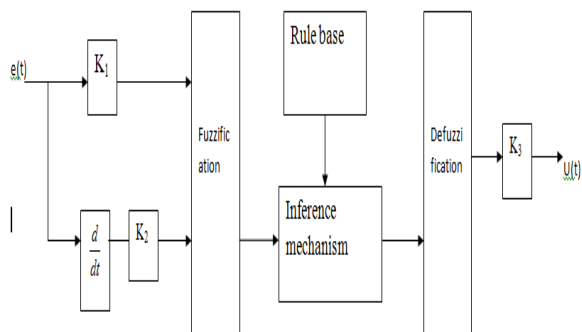 e(t)
K1
d
dt
K2
Fuzzific
ation
Rule base
Inference
mechanism
Defuzzi
fication
K3
U(t)